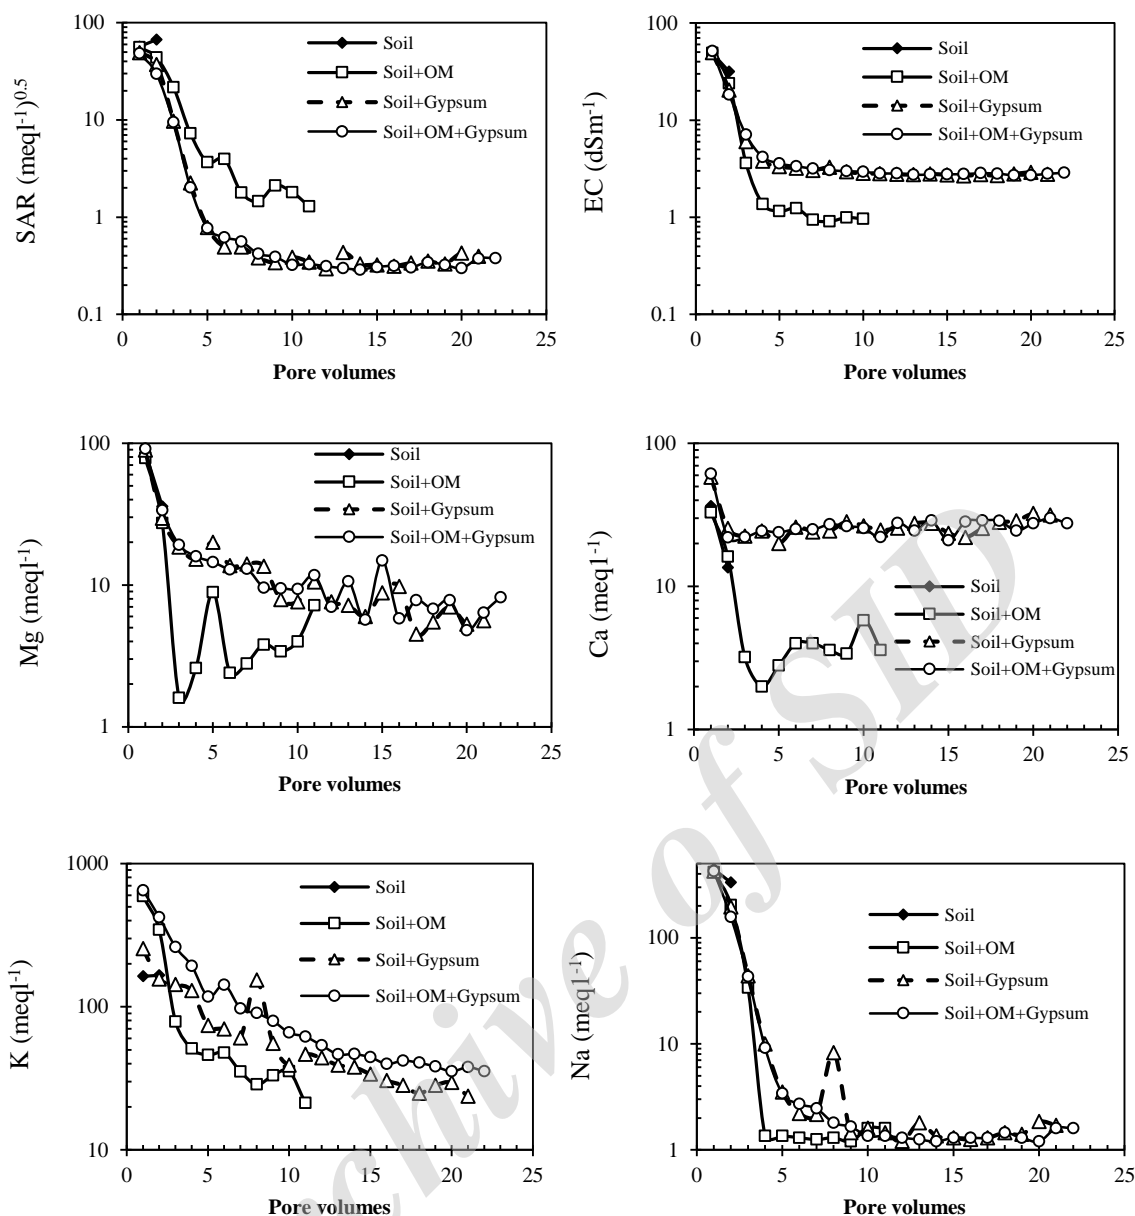 100
10
1
0.1
SAR (meql⁻¹)⁰·⁵
Soil
Soil+OM
Soil+Gypsum
Soil+OM+Gypsum
0 5 10 15 20 25
Pore volumes
100
10
1
0.1
EC (dSm⁻¹)
Soil
Soil+OM
Soil+Gypsum
Soil+OM+Gypsum
0 5 10 15 20 25
Pore volumes
100
10
1
Mg (meql⁻¹)
Soil
Soil+OM
Soil+Gypsum
Soil+OM+Gypsum
0 5 10 15 20 25
Pore volumes
100
10
1
Ca (meql⁻¹)
Soil
Soil+OM
Soil+Gypsum
Soil+OM+Gypsum
0 5 10 15 20 25
Pore volumes
1000
100
10
K (meql⁻¹)
Soil
Soil+OM
Soil+Gypsum
Soil+OM+Gypsum
0 5 10 15 20 25
Pore volumes
100
10
1
Na (meql⁻¹)
Soil
Soil+OM
Soil+Gypsum
Soil+OM+Gypsum
0 5 10 15 20 25
Pore volumes
chive of SID